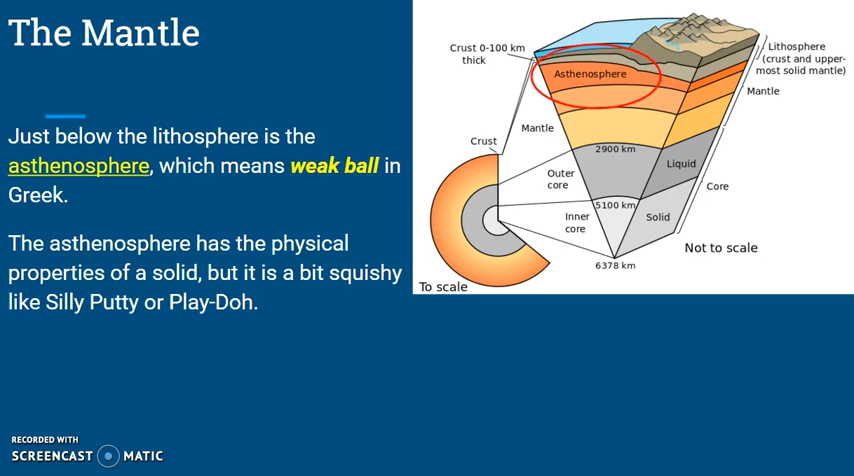 The Mantle
Just below the lithosphere is the
asthenosphere, which means weak ball in
Greek.
The asthenosphere has the physical
properties of a solid, but it is a bit squishy
like Silly Putty or Play-Doh.
Crust 0-100 km
thick
Asthenosphere
Lithosphere
(crust and upper-
most solid mantle)
Mantle
Mantle
Crust
2900 km
Outer
core
Liquid
Core
5100 km
Inner
core
Solid
6378 km
Not to scale
To scale
RECORDED WITH
SCREENCAST MATIC